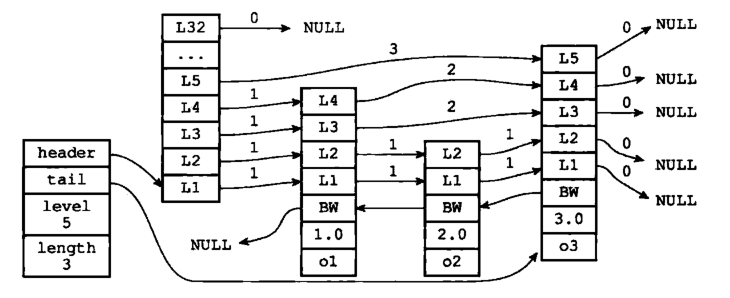 header
tail
level
5
length
3
L32
...
L5
L4
L3
L2
L1
0
NULL
1
1
1
1
3
L4
L3
L2
L1
BW
1.0
o1
NULL
2
2
1
1
L2
L1
BW
2.0
o2
1
1
L5
L4
L3
L2
L1
BW
3.0
o3
0
NULL
0
NULL
0
NULL
0
NULL
0
NULL